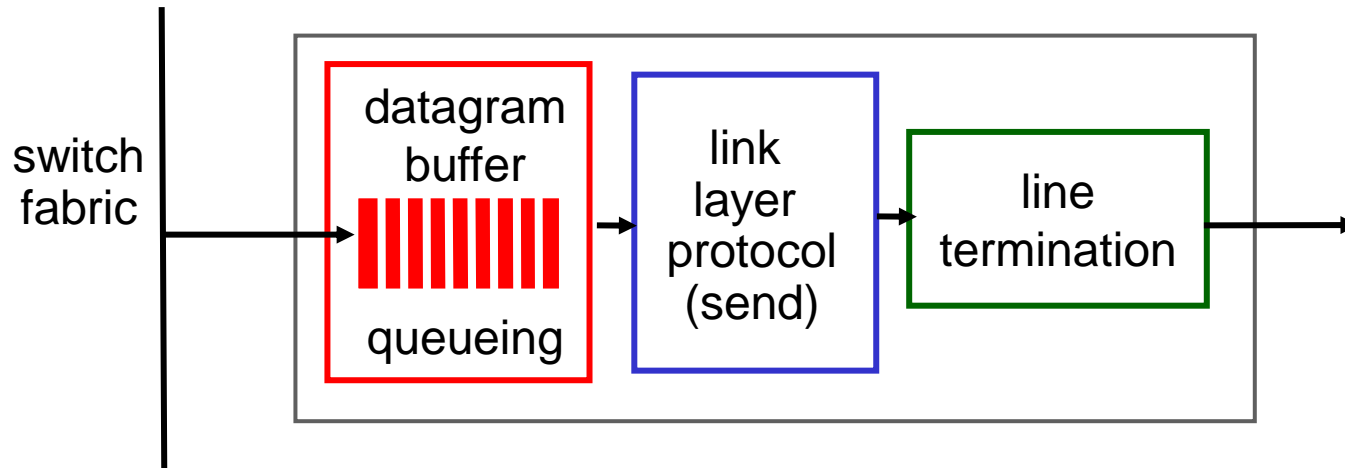 switch
fabric
datagram
buffer
queueing
link
layer
protocol
(send)
line
termination